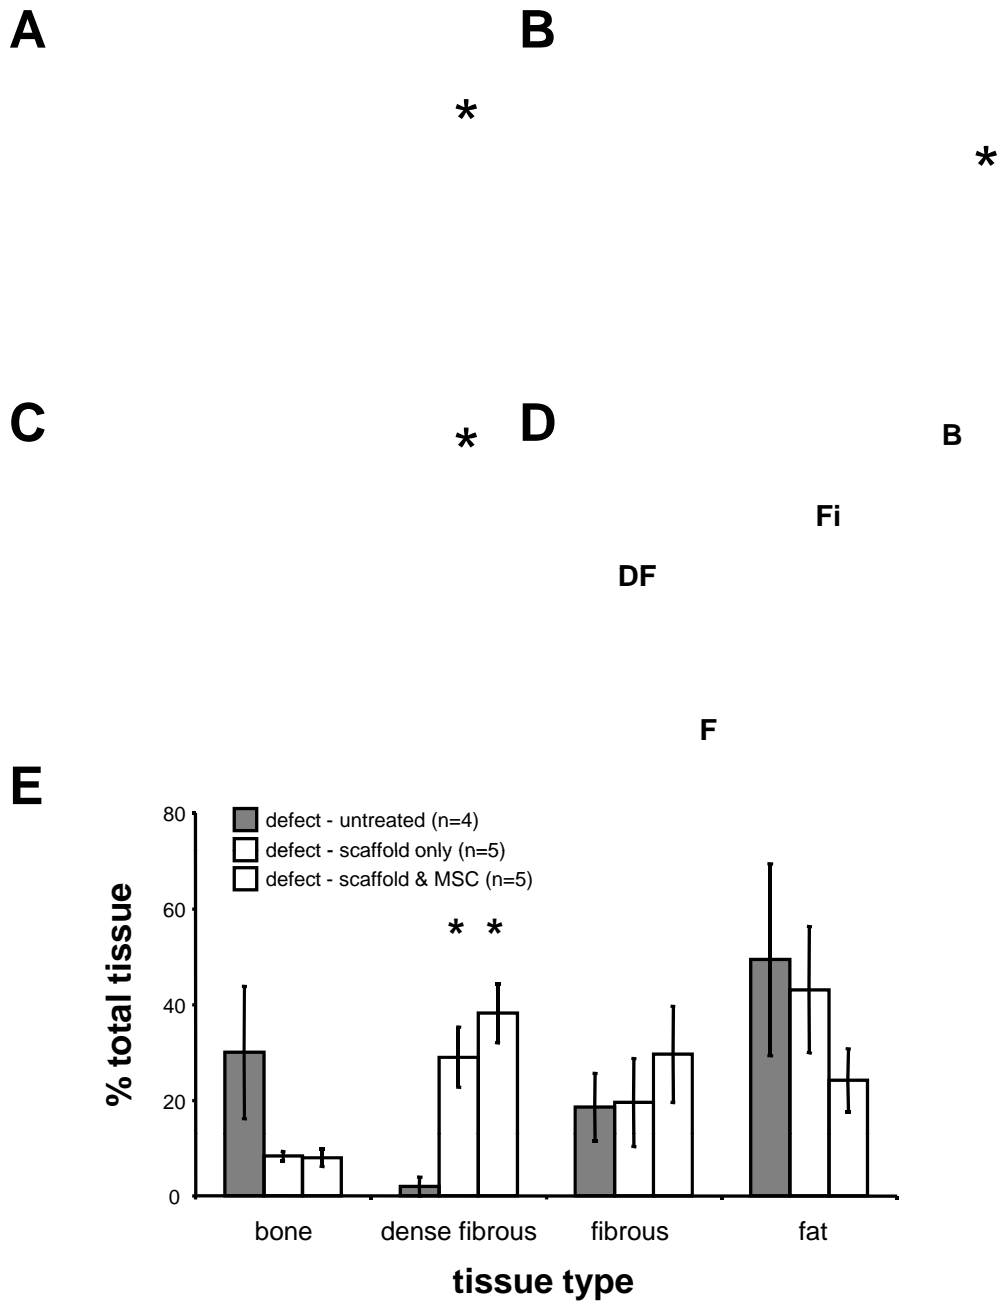 A
B
*
*
C
*
D
B
Fi
DF
F
E
80
60
40
20
0
% total tissue
defect - untreated (n=4)
defect - scaffold only (n=5)
defect - scaffold & MSC (n=5)
* *
bone dense fibrous fibrous fat
tissue type